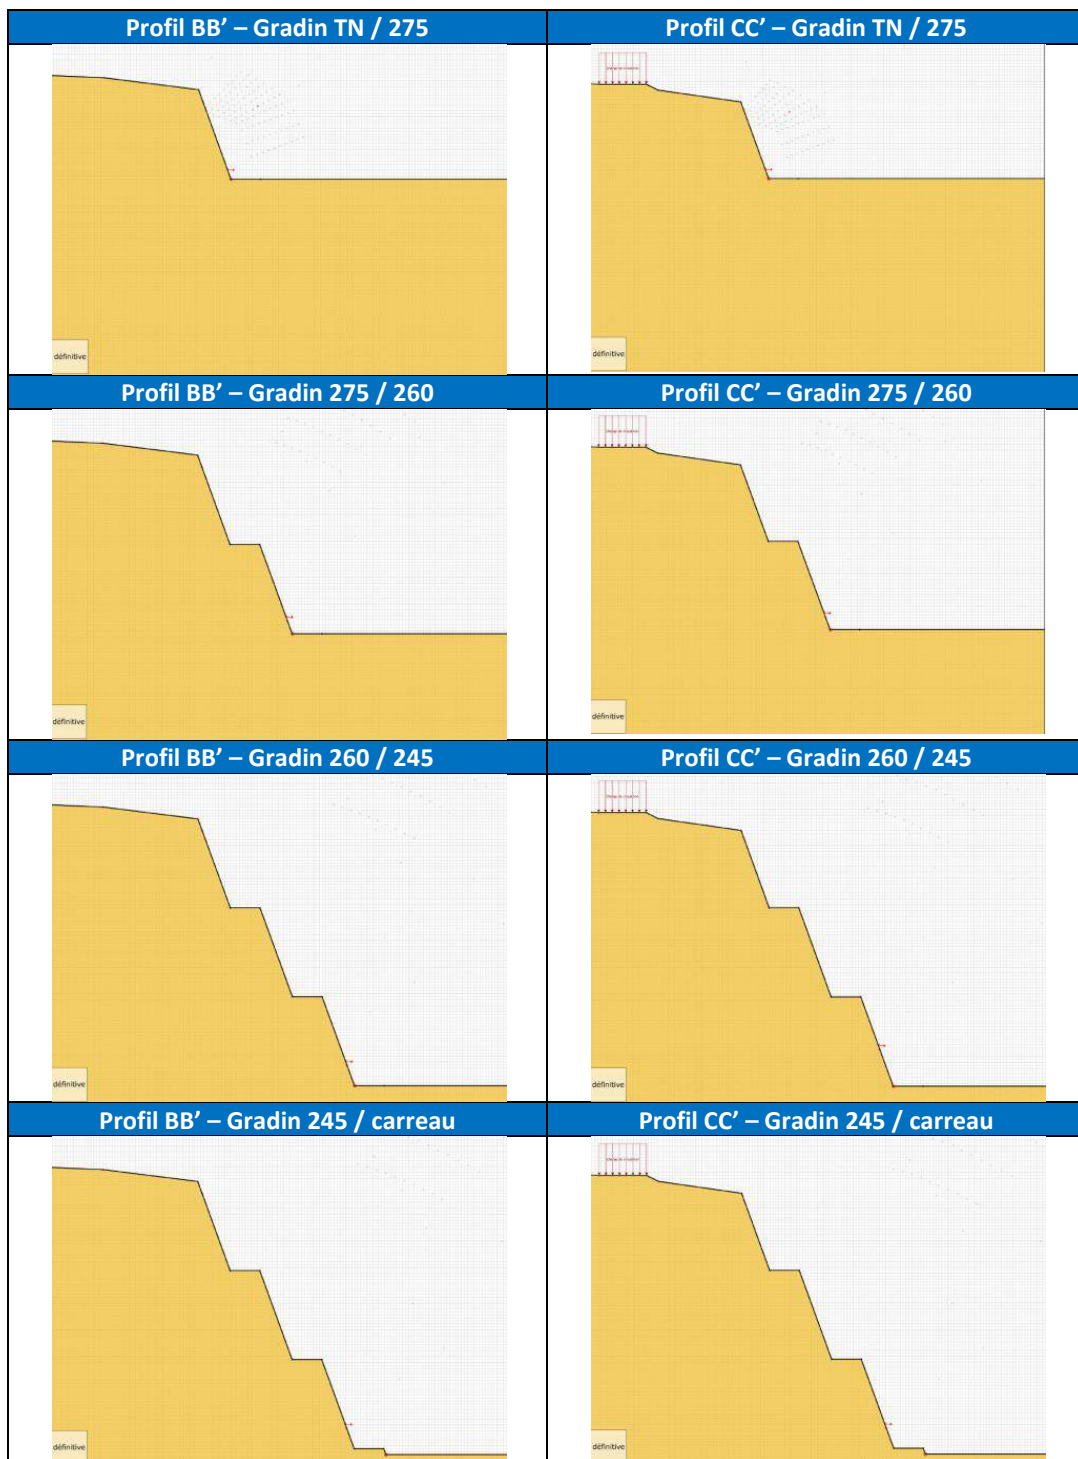 Profil BB’ – Gradin TN / 275
Profil CC’ – Gradin TN / 275
définitive
définitive
Profil BB’ – Gradin 275 / 260
Profil CC’ – Gradin 275 / 260
définitive
définitive
Profil BB’ – Gradin 260 / 245
Profil CC’ – Gradin 260 / 245
définitive
définitive
Profil BB’ – Gradin 245 / carreau
Profil CC’ – Gradin 245 / carreau
définitive
définitive